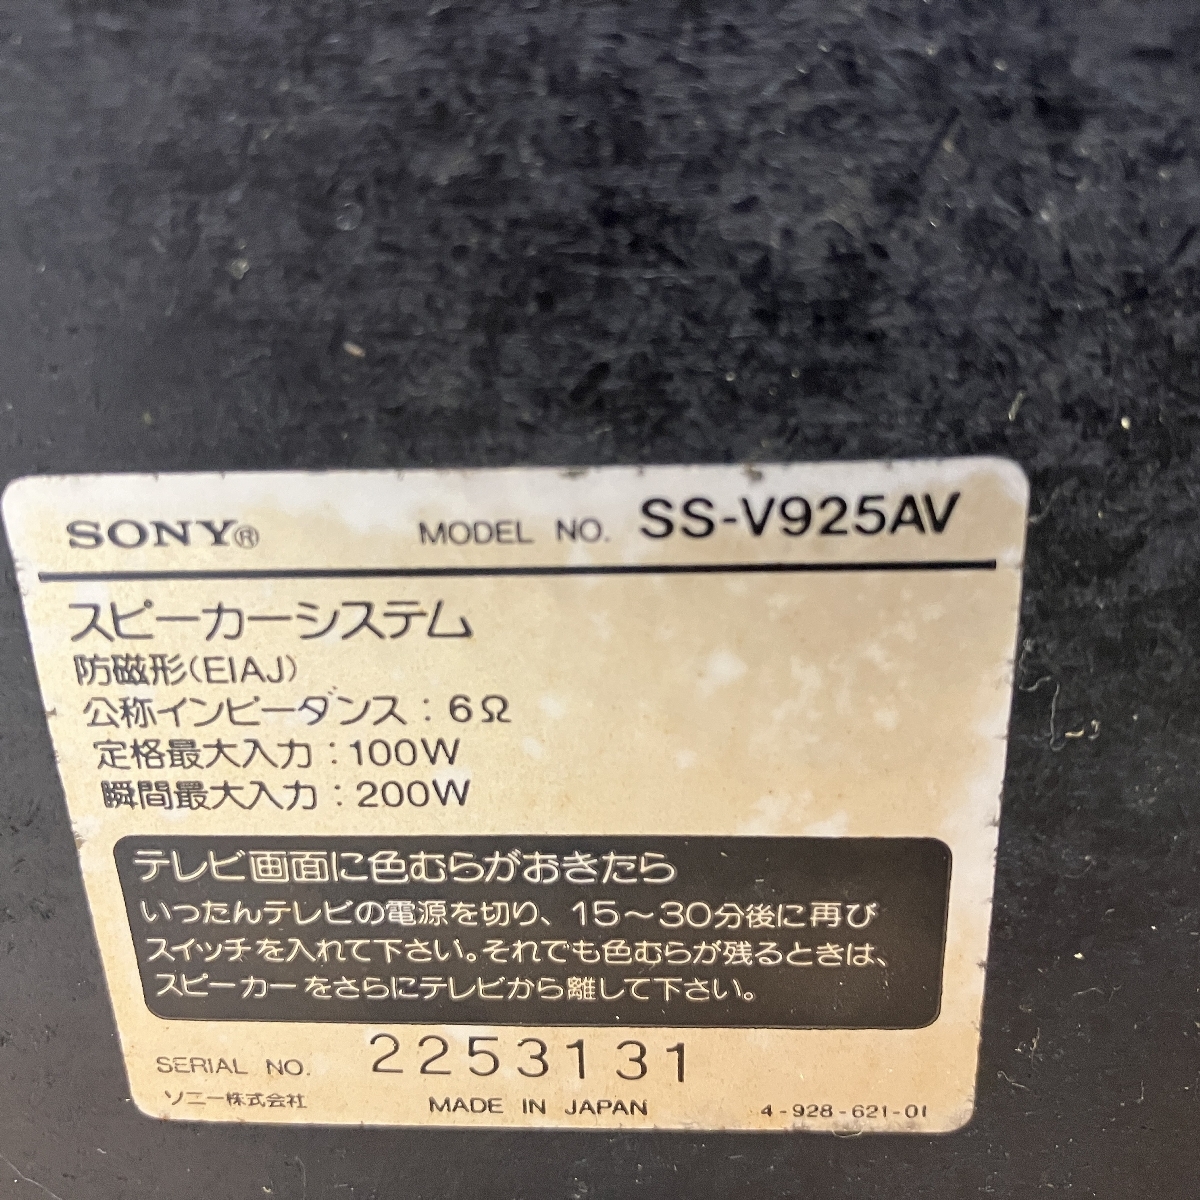 SONY® MODEL NO. SS-V925AV
スピーカーシステム
防磁形(EIAJ)
公称インピーダンス：6Ω
定格最大入力：100W
瞬間最大入力：200W
テレビ画面に色むらがおきたら
いったんテレビの電源を切り、15～30分後に再び
スイッチを入れて下さい。それでも色むらが残るときは、
スピーカーをさらにテレビから離して下さい。
SERIAL NO. 2253131
ソニー株式会社 MADE IN JAPAN 4-928-621-01